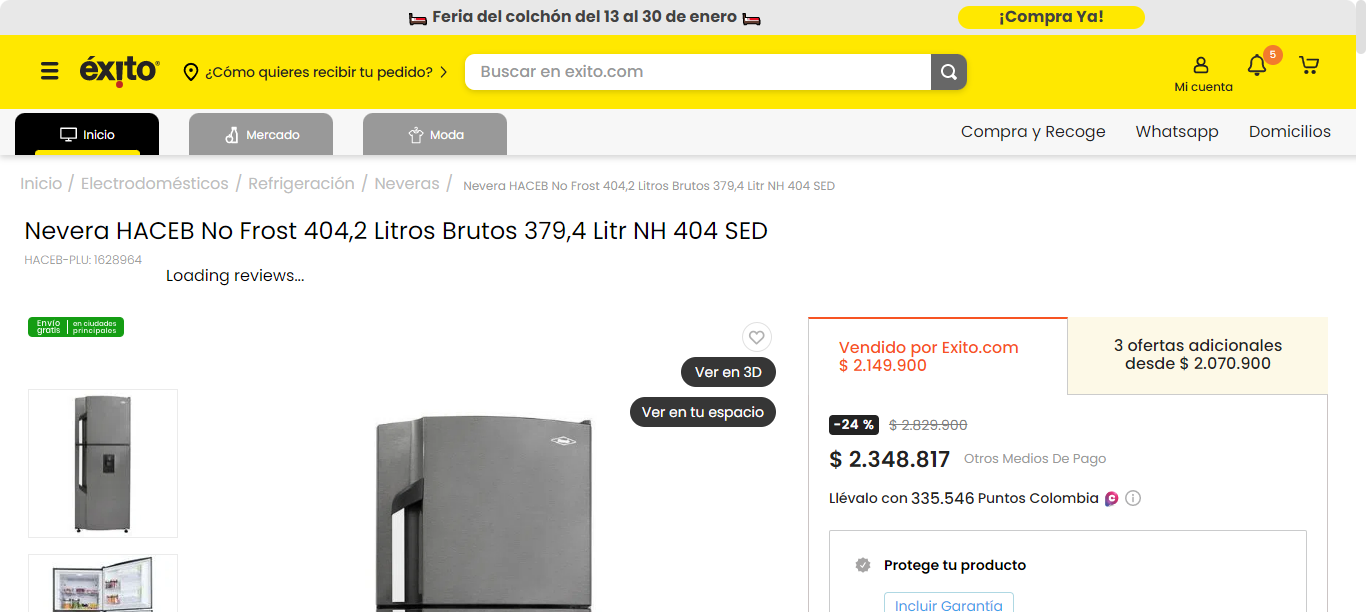 Feria del colchón del 13 al 30 de enero
¡Compra Ya!
éxito
¿Cómo quieres recibir tu pedido?
Buscar en exito.com
Mi cuenta
5
Inicio
Mercado
Moda
Compra y Recoge
Whatsapp
Domicilios
Inicio / Electrodomésticos / Refrigeración / Neveras / Nevera HACEB No Frost 404,2 Litros Brutos 379,4 Litr NH 404 SED
Nevera HACEB No Frost 404,2 Litros Brutos 379,4 Litr NH 404 SED
HACEB-PLU: 1628964
Loading reviews...
Envío gratis | en ciudades principales
Ver en 3D
Ver en tu espacio
Vendido por Exito.com
$ 2.149.900
3 ofertas adicionales
desde $ 2.070.900
-24 % $ 2.829.900
$ 2.348.817 Otros Medios De Pago
Llévalo con 335.546 Puntos Colombia
Protege tu producto
Incluir Garantía